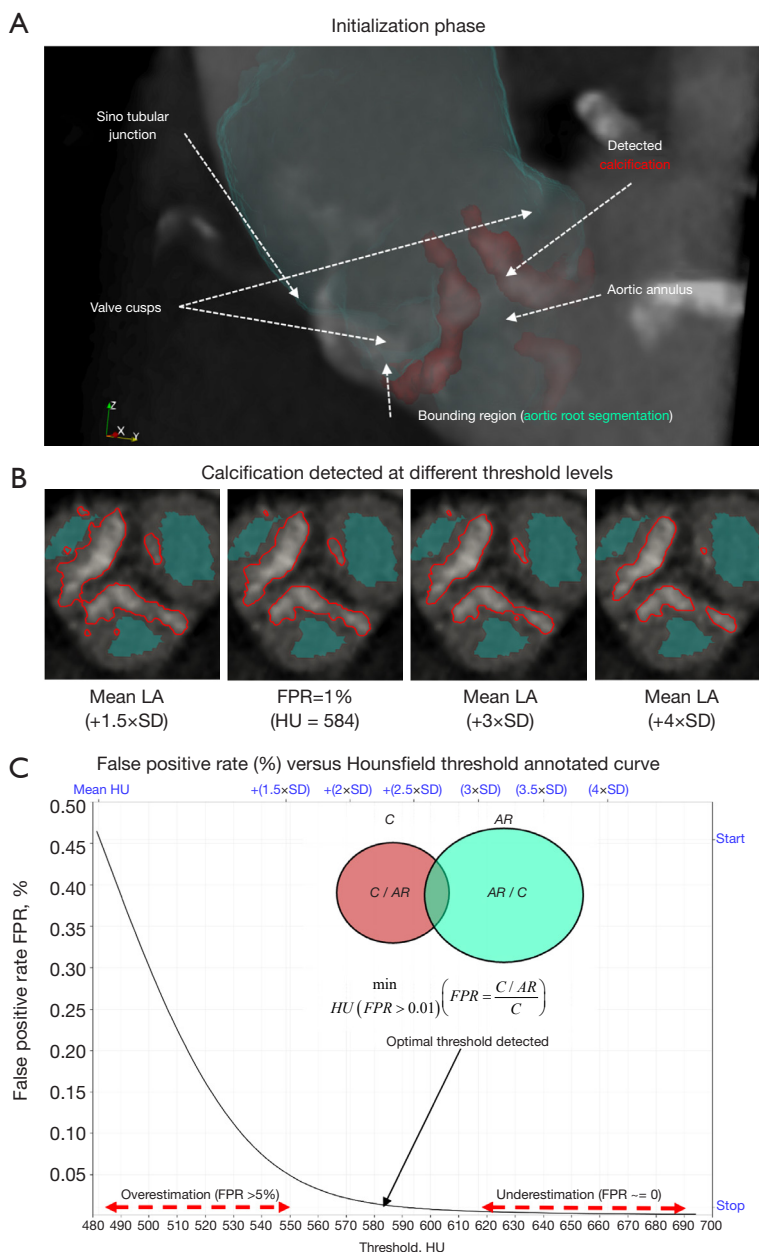 A
Initialization phase
Sino tubular
junction
Detected
calcification
Valve cusps
Aortic annulus
Bounding region (aortic root segmentation)
Z
X
Y
B
Calcification detected at different threshold levels
Mean LA
(+1.5×SD)
FPR=1%
(HU = 584)
Mean LA
(+3×SD)
Mean LA
(+4×SD)
C
False positive rate (%) versus Hounsfield threshold annotated curve
Mean HU +(1.5×SD) +(2×SD) +(2.5×SD) (3×SD) (3.5×SD) (4×SD)
0.50
0.45
0.40
0.35
0.30
0.25
0.20
0.15
0.10
0.05
False positive rate FPR, %
Start
C AR
C / AR AR / C
min
HU (FPR > 0.01) (FPR = C / AR
C)
Optimal threshold detected
Overestimation (FPR >5%) Underestimation (FPR ~= 0)
Stop
480 490 500 510 520 530 540 550 560 570 580 590 600 610 620 630 640 650 660 670 680 690 700
Threshold, HU